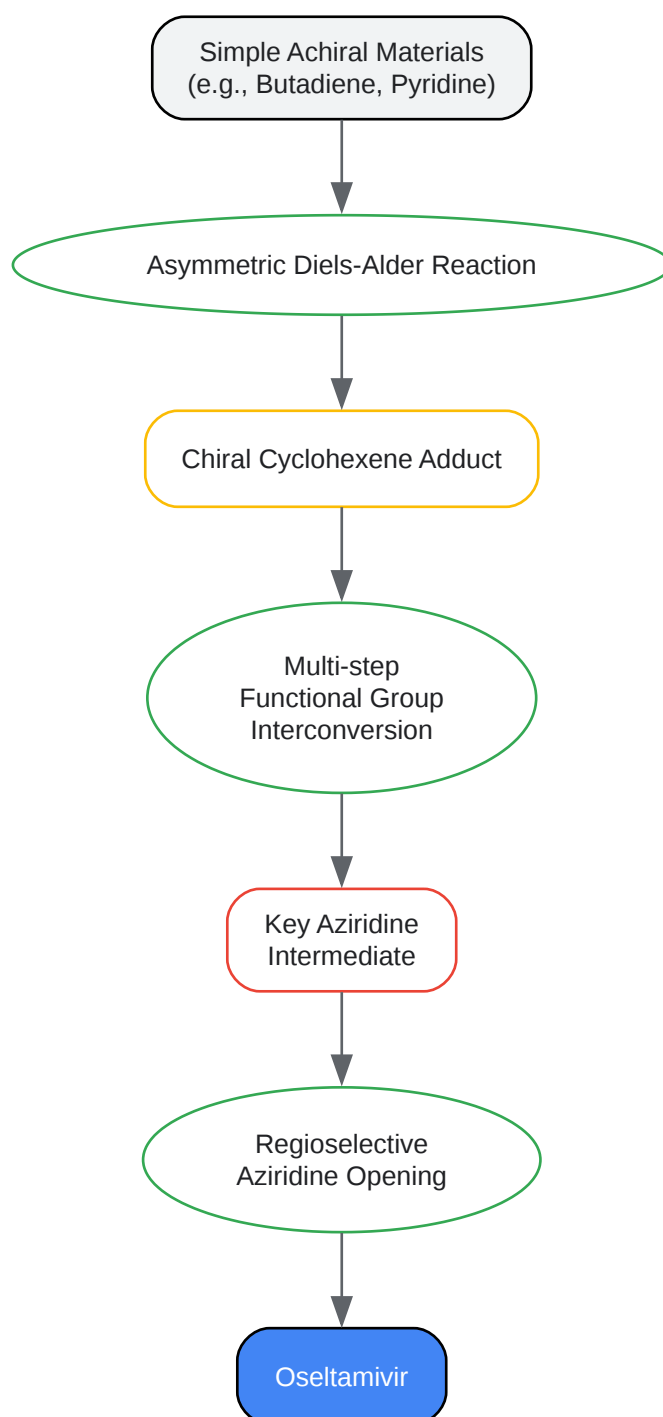 Simple Achiral Materials
(e.g., Butadiene, Pyridine)
Asymmetric Diels-Alder Reaction
Chiral Cyclohexene Adduct
Multi-step
Functional Group
Interconversion
Key Aziridine
Intermediate
Regioselective
Aziridine Opening
Oseltamivir